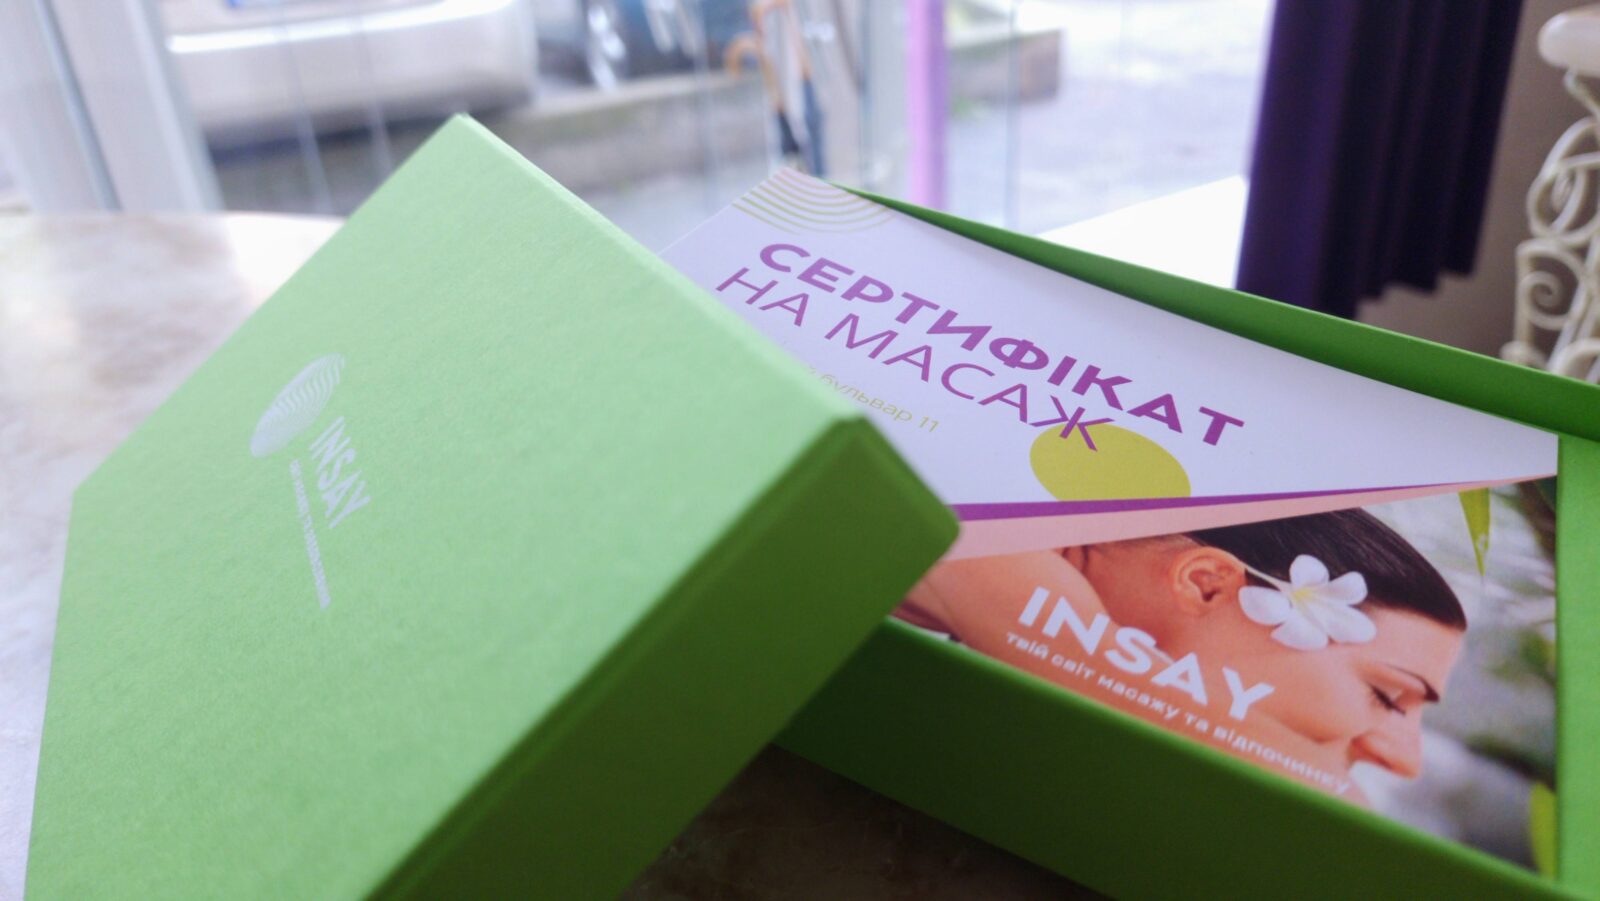 СЕРТИФІКАТ
НА МАСАЖ
бульвар 11
INSAY
твій світ масажу та відпочинку
INSAY